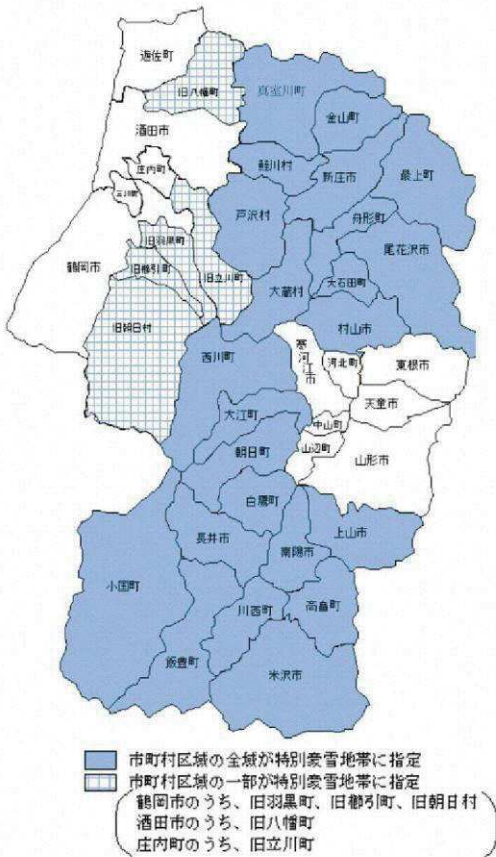 遊佐町
旧八幡町
真室川町
金山町
酒田市
鮭川村
新庄市
最上町
庄内町
三川町
戸沢村
舟形町
旧羽黒町
鶴岡市
旧櫛引町
旧立川町
尾花沢市
大蔵村
大石田町
旧朝日村
村山市
西川町
寒河江市
河北町
東根市
大江町
天童市
中山町
朝日町
山辺町
山形市
白鷹町
長井市
南陽市
上山市
小国町
川西町
高畠町
飯豊町
米沢市
市町村区域の全域が特別豪雪地帯に指定
市町村区域の一部が特別豪雪地帯に指定
鶴岡市のうち、旧羽黒町、旧櫛引町、旧朝日村
酒田市のうち、旧八幡町
庄内町のうち、旧立川町